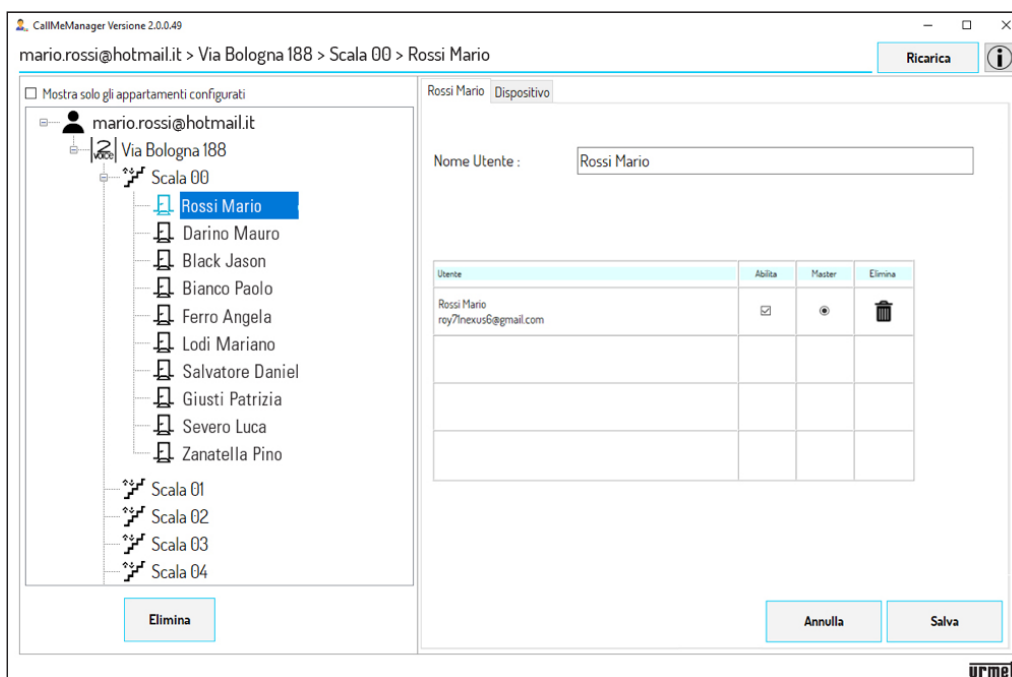 CallMeManager Versione 2.0.0.49
mario.rossi@hotmail.it > Via Bologna 188 > Scala 00 > Rossi Mario
Ricarica
i
Mostra solo gli appartamenti configurati
mario.rossi@hotmail.it
2 VOICE Via Bologna 188
Scala 00
Rossi Mario
Darino Mauro
Black Jason
Bianco Paolo
Ferro Angela
Lodi Mariano
Salvatore Daniel
Giusti Patrizia
Severo Luca
Zanatella Pino
Scala 01
Scala 02
Scala 03
Scala 04
Elimina
Rossi Mario Dispositivo
Nome Utente : Rossi Mario
Utente Abilita Master Elimina
Rossi Mario
roy71nexus6@gmail.com
Annulla Salva
urmet